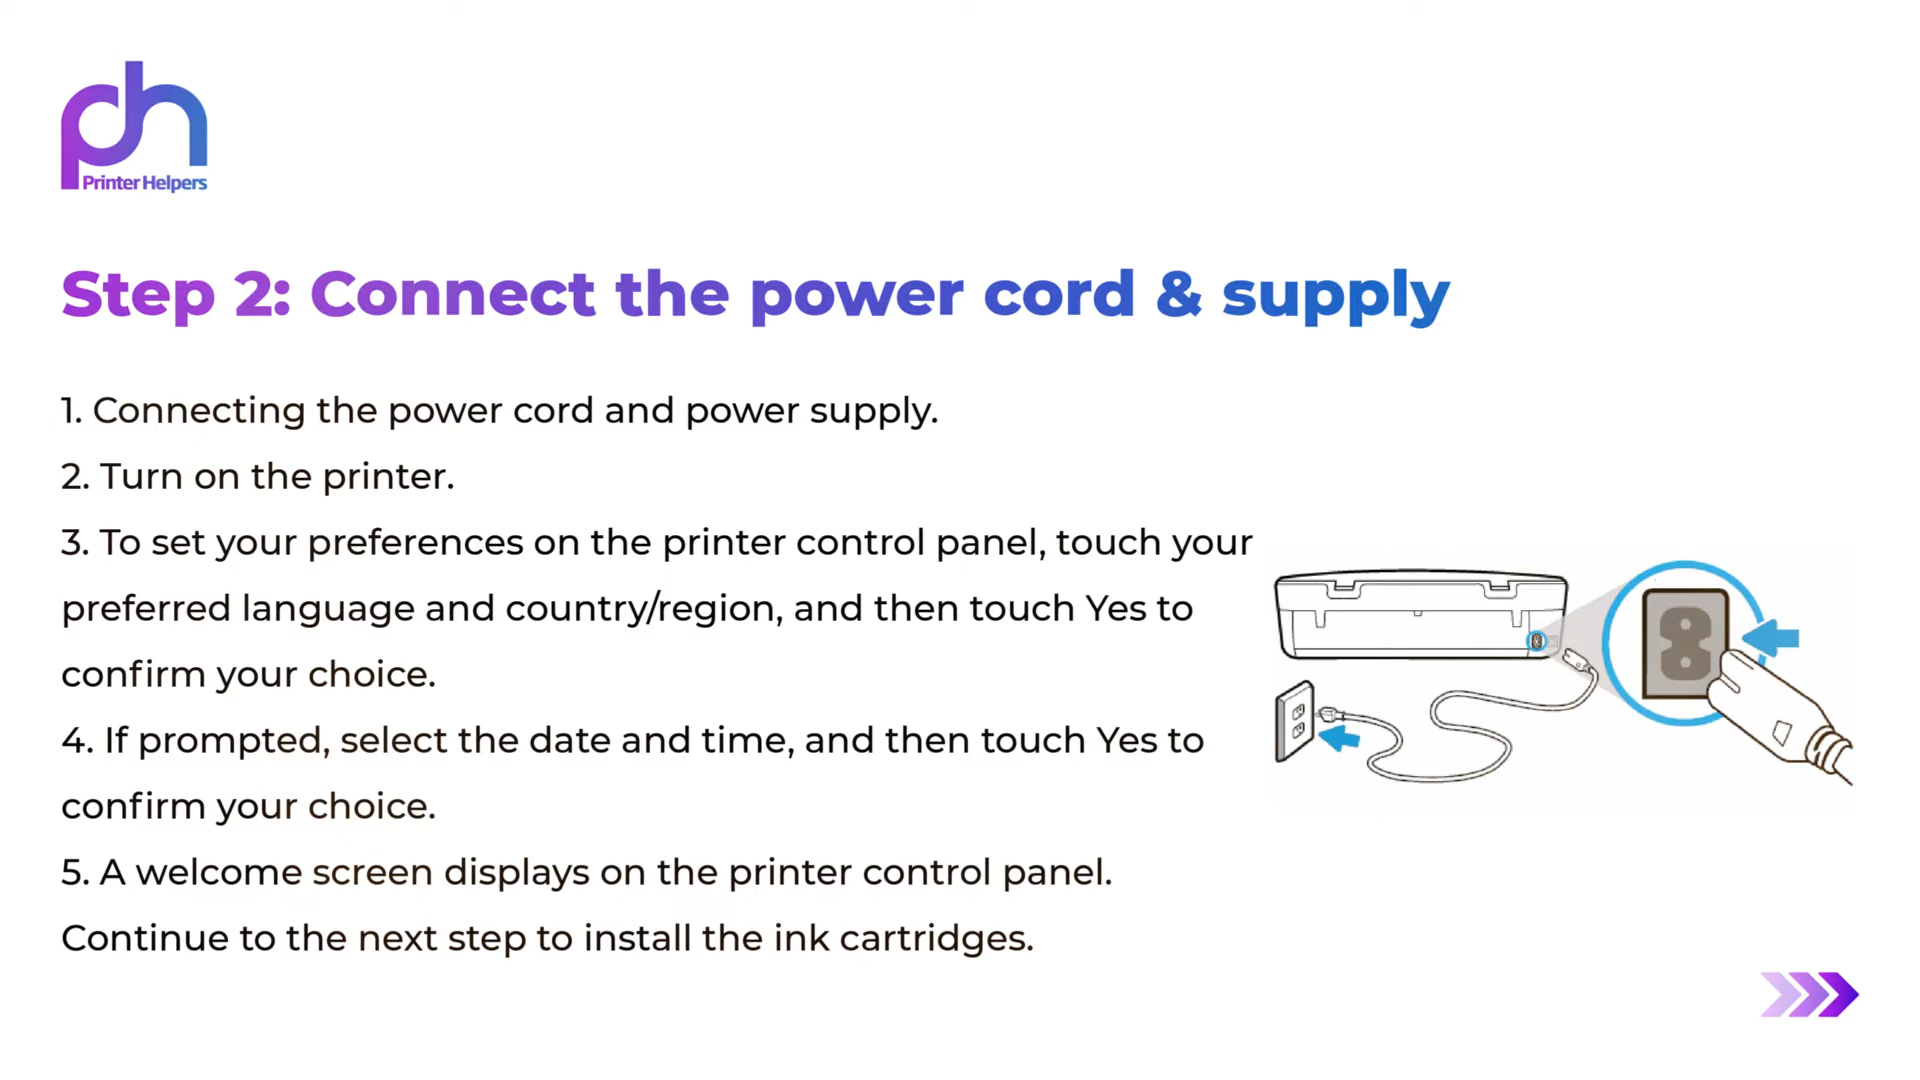 ph
Printer Helpers
Step 2: Connect the power cord & supply
1. Connecting the power cord and power supply.
2. Turn on the printer.
3. To set your preferences on the printer control panel, touch your
preferred language and country/region, and then touch Yes to
confirm your choice.
4. If prompted, select the date and time, and then touch Yes to
confirm your choice.
5. A welcome screen displays on the printer control panel.
Continue to the next step to install the ink cartridges.